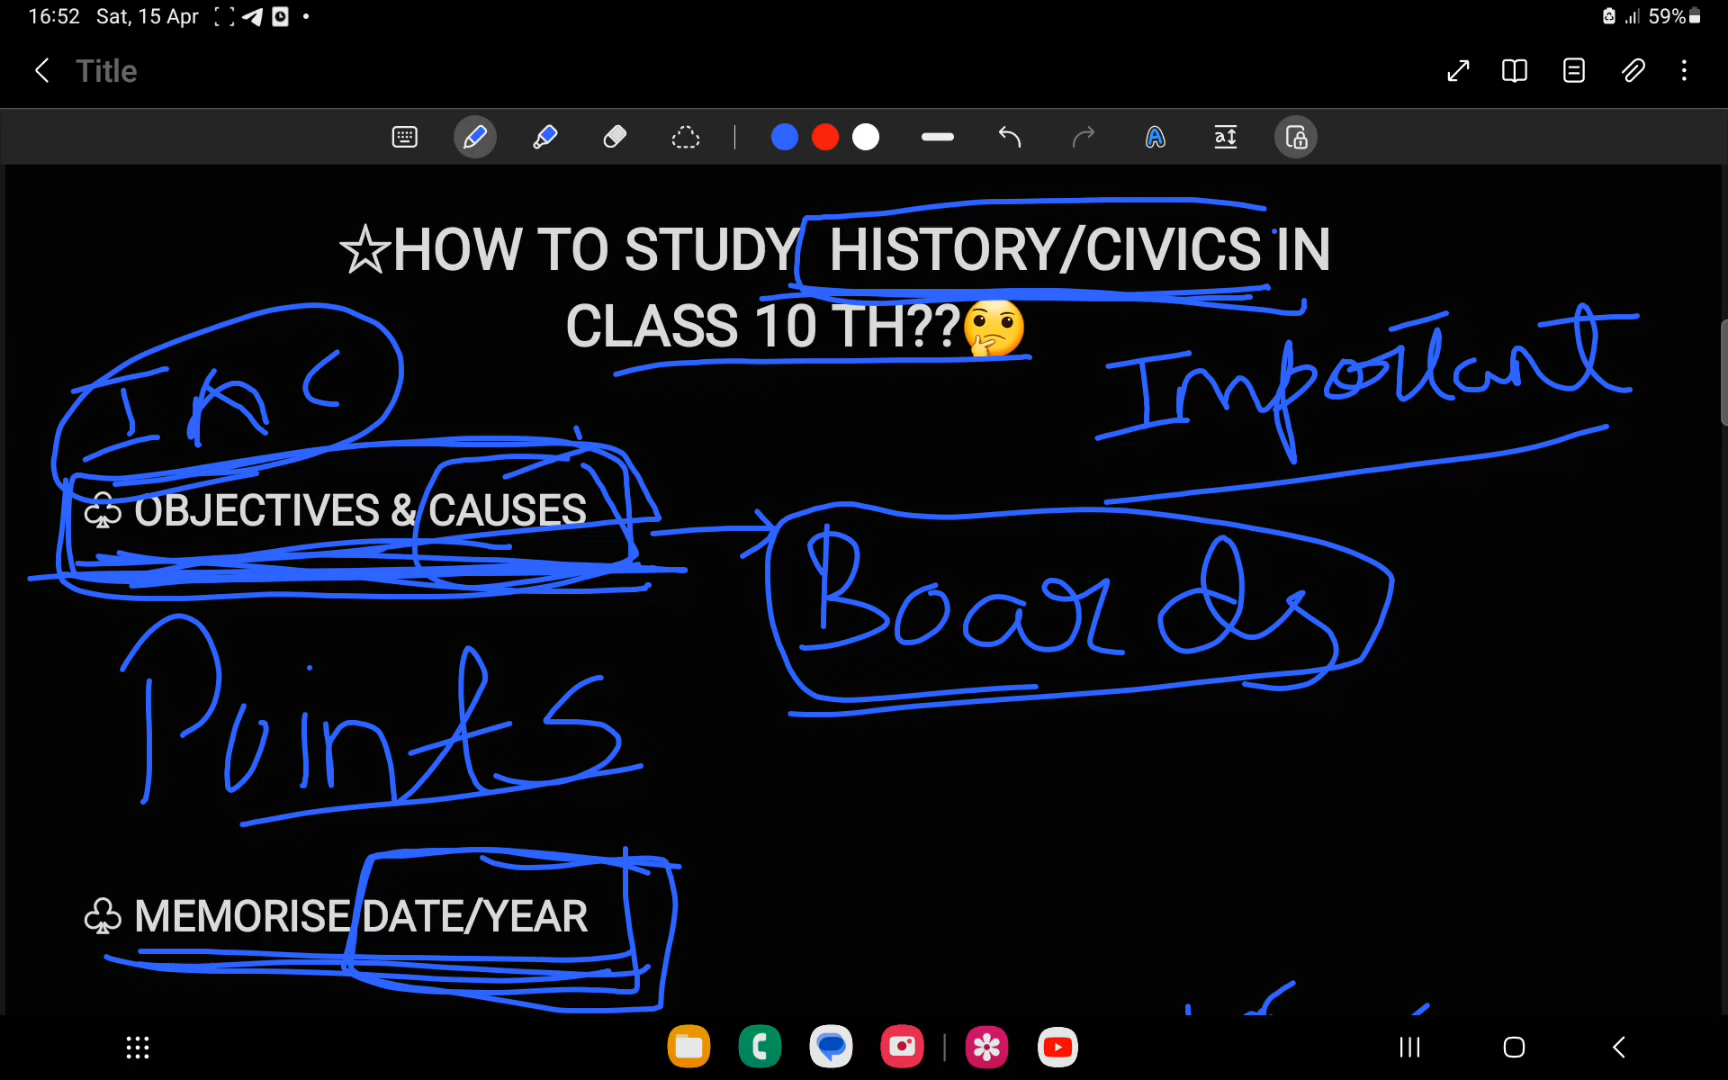 16:52 Sat, 15 Apr
59%
Title
☆HOW TO STUDY HISTORY/CIVICS IN
CLASS 10 TH??🤔
Important
INC
♧ OBJECTIVES & CAUSES
Boards
Points
♧ MEMORISE DATE/YEAR